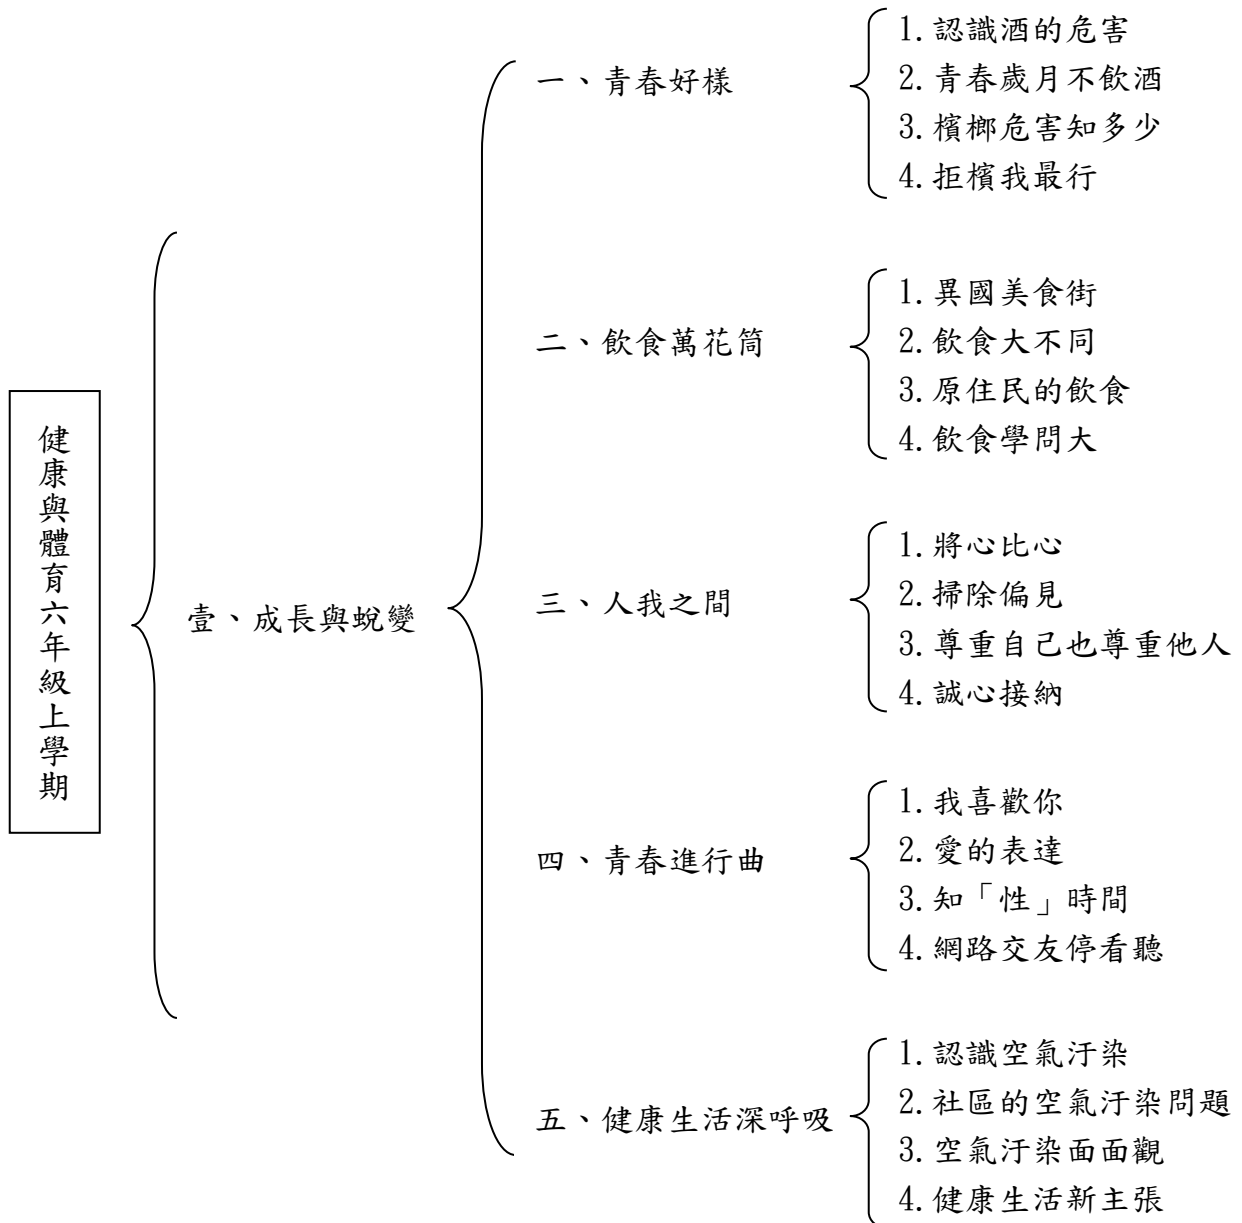 健康與體育六年級上學期
壹、成長與蛻變
一、青春好樣
1.認識酒的危害
2.青春歲月不飲酒
3.檳榔危害知多少
4.拒檳我最行
二、飲食萬花筒
1.異國美食街
2.飲食大不同
3.原住民的飲食
4.飲食學問大
三、人我之間
1.將心比心
2.掃除偏見
3.尊重自己也尊重他人
4.誠心接納
四、青春進行曲
1.我喜歡你
2.愛的表達
3.知「性」時間
4.網路交友停看聽
五、健康生活深呼吸
1.認識空氣汙染
2.社區的空氣汙染問題
3.空氣汙染面面觀
4.健康生活新主張